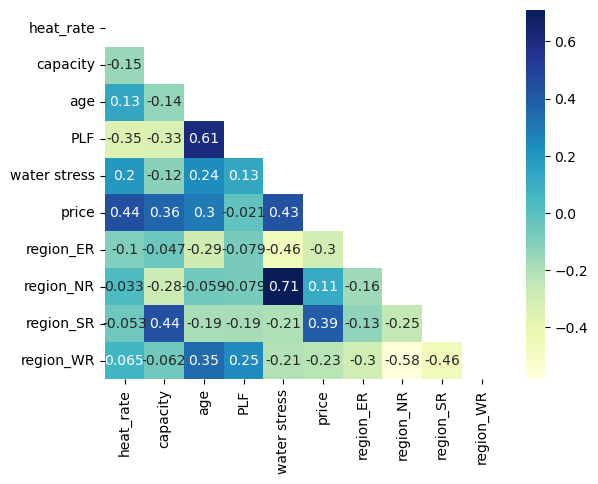 heat_rate
capacity -0.15
age 0.13 -0.14
PLF -0.35 -0.33 0.61
water stress 0.2 -0.12 0.24 0.13
price 0.44 0.36 0.3 -0.021 0.43
region_ER -0.1 -0.047 -0.29 -0.079 -0.46 -0.3
region_NR -0.033 -0.28 -0.059 -0.079 0.71 0.11 -0.16
region_SR -0.053 0.44 -0.19 -0.19 -0.21 0.39 -0.13 -0.25
region_WR 0.065 -0.062 0.35 0.25 -0.21 -0.23 -0.3 -0.58 -0.46
heat_rate
capacity
age
PLF
water stress
price
region_ER
region_NR
region_SR
region_WR
0.6
0.4
0.2
0.0
−0.2
−0.4